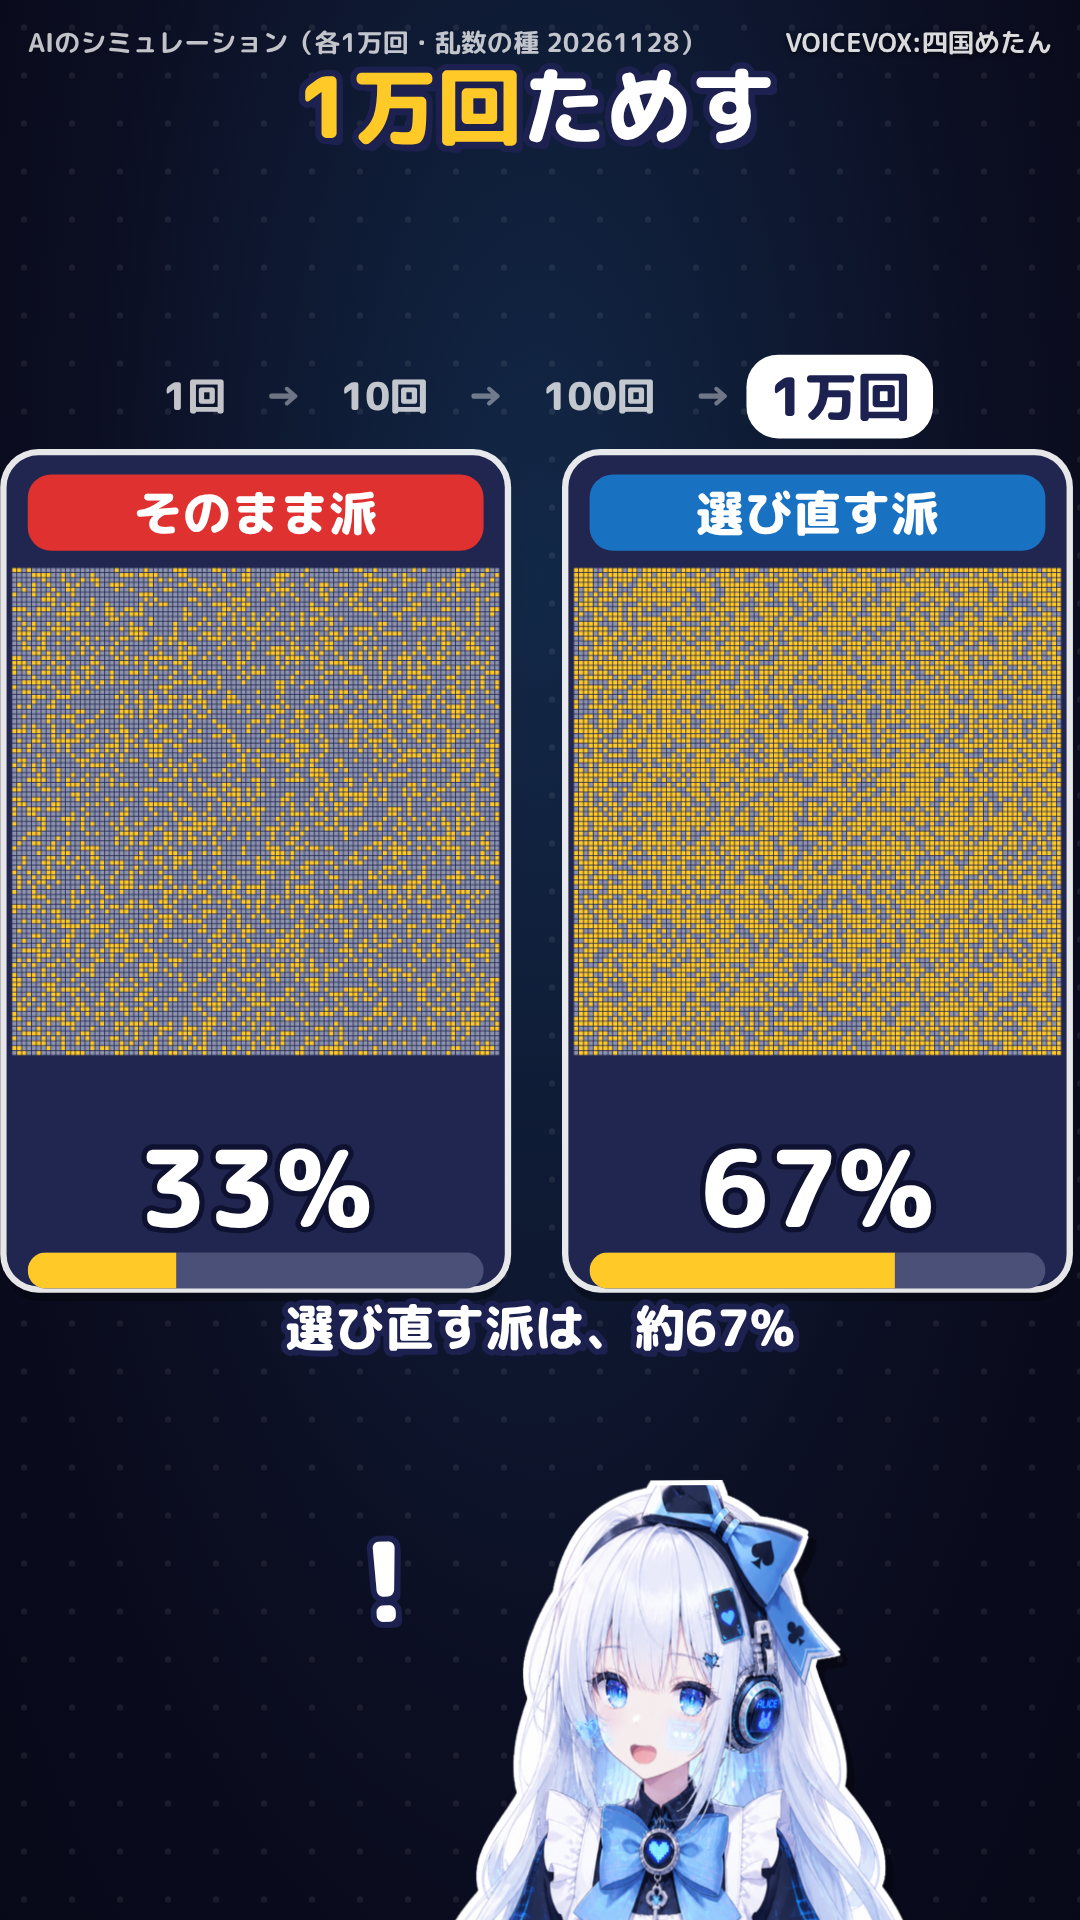 AIのシミュレーション（各1万回・乱数の種 20261128）
VOICEVOX:四国めたん
1万回ためす
1回 → 10回 → 100回 → 1万回
そのまま派
選び直す派
33%
67%
選び直す派は、約67%
!
ALICE